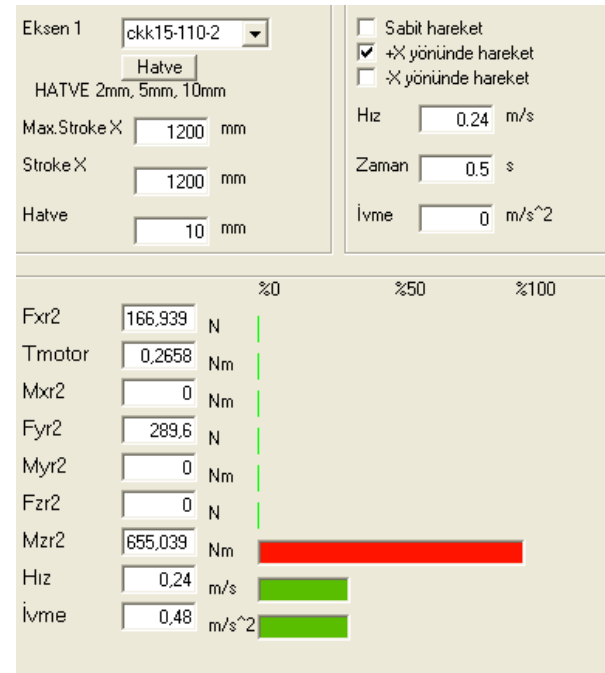 Eksen 1 ckk15-110-2
Hatve
HATVE 2mm, 5mm, 10mm
Max.Stroke X 1200 mm
Stroke X 1200 mm
Hatve 10 mm
Sabit hareket
+X yönünde hareket
-X yönünde hareket
Hız 0.24 m/s
Zaman 0.5 s
İvme 0 m/s^2
%0 %50 %100
Fxr2 166,939 N
Tmotor 0,2658 Nm
Mxr2 0 Nm
Fyr2 289,6 N
Myr2 0 Nm
Fzr2 0 N
Mzr2 655,039 Nm
Hız 0,24 m/s
İvme 0,48 m/s^2